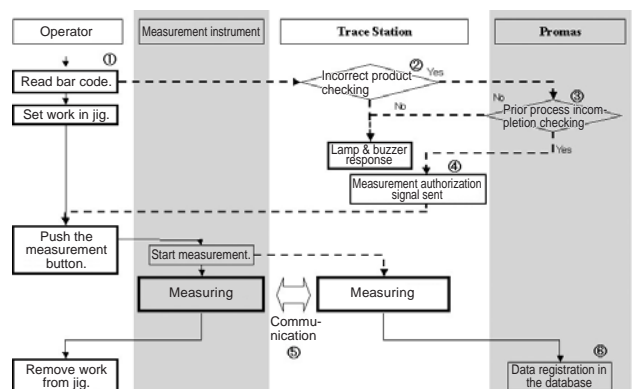 Operator
Measurement instrument
Trace Station
Promas
①
Read bar code.
②
Incorrect product
checking
Yes
③
No
Prior process incom-
pletion checking
Set work in jig.
No
Lamp & buzzer
response
Yes
④
Measurement authorization
signal sent
Push the
measurement
button.
Start measurement.
Measuring
Measuring
Commu-
nication
⑤
Remove work
from jig.
⑥
Data registration in
the database